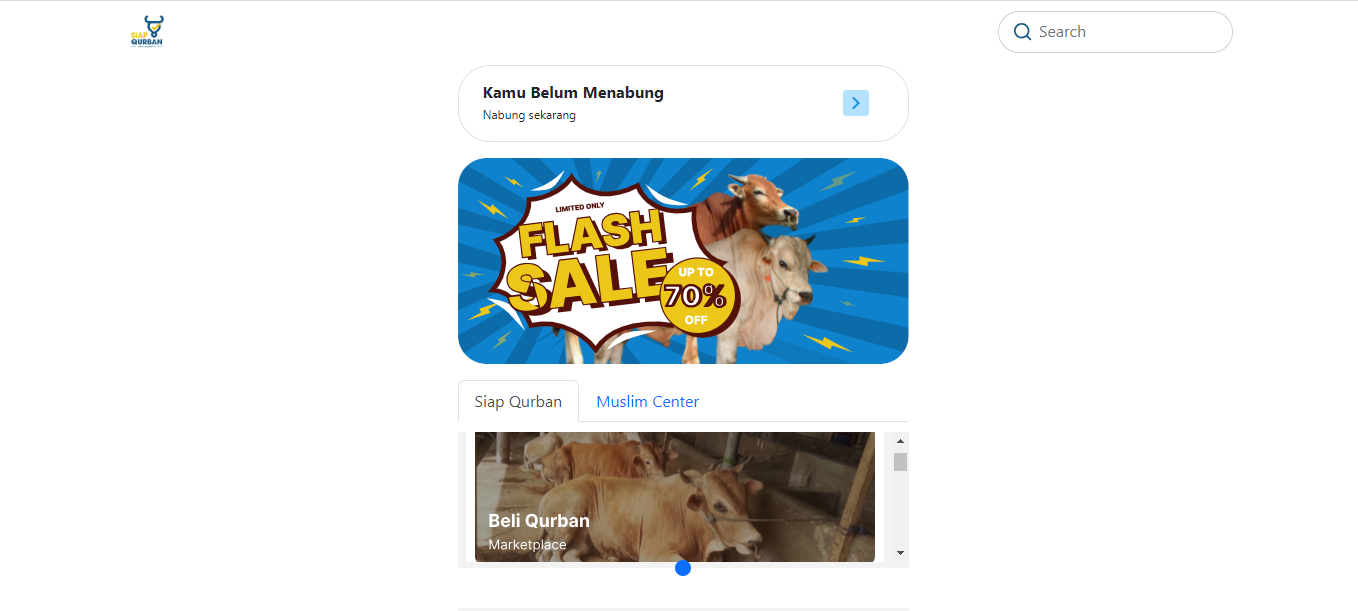 SIAP
QURBAN
Search
Kamu Belum Menabung
Nabung sekarang
LIMITED ONLY
FLASH
SALE
UP TO
70%
OFF
Siap Qurban
Muslim Center
Beli Qurban
Marketplace